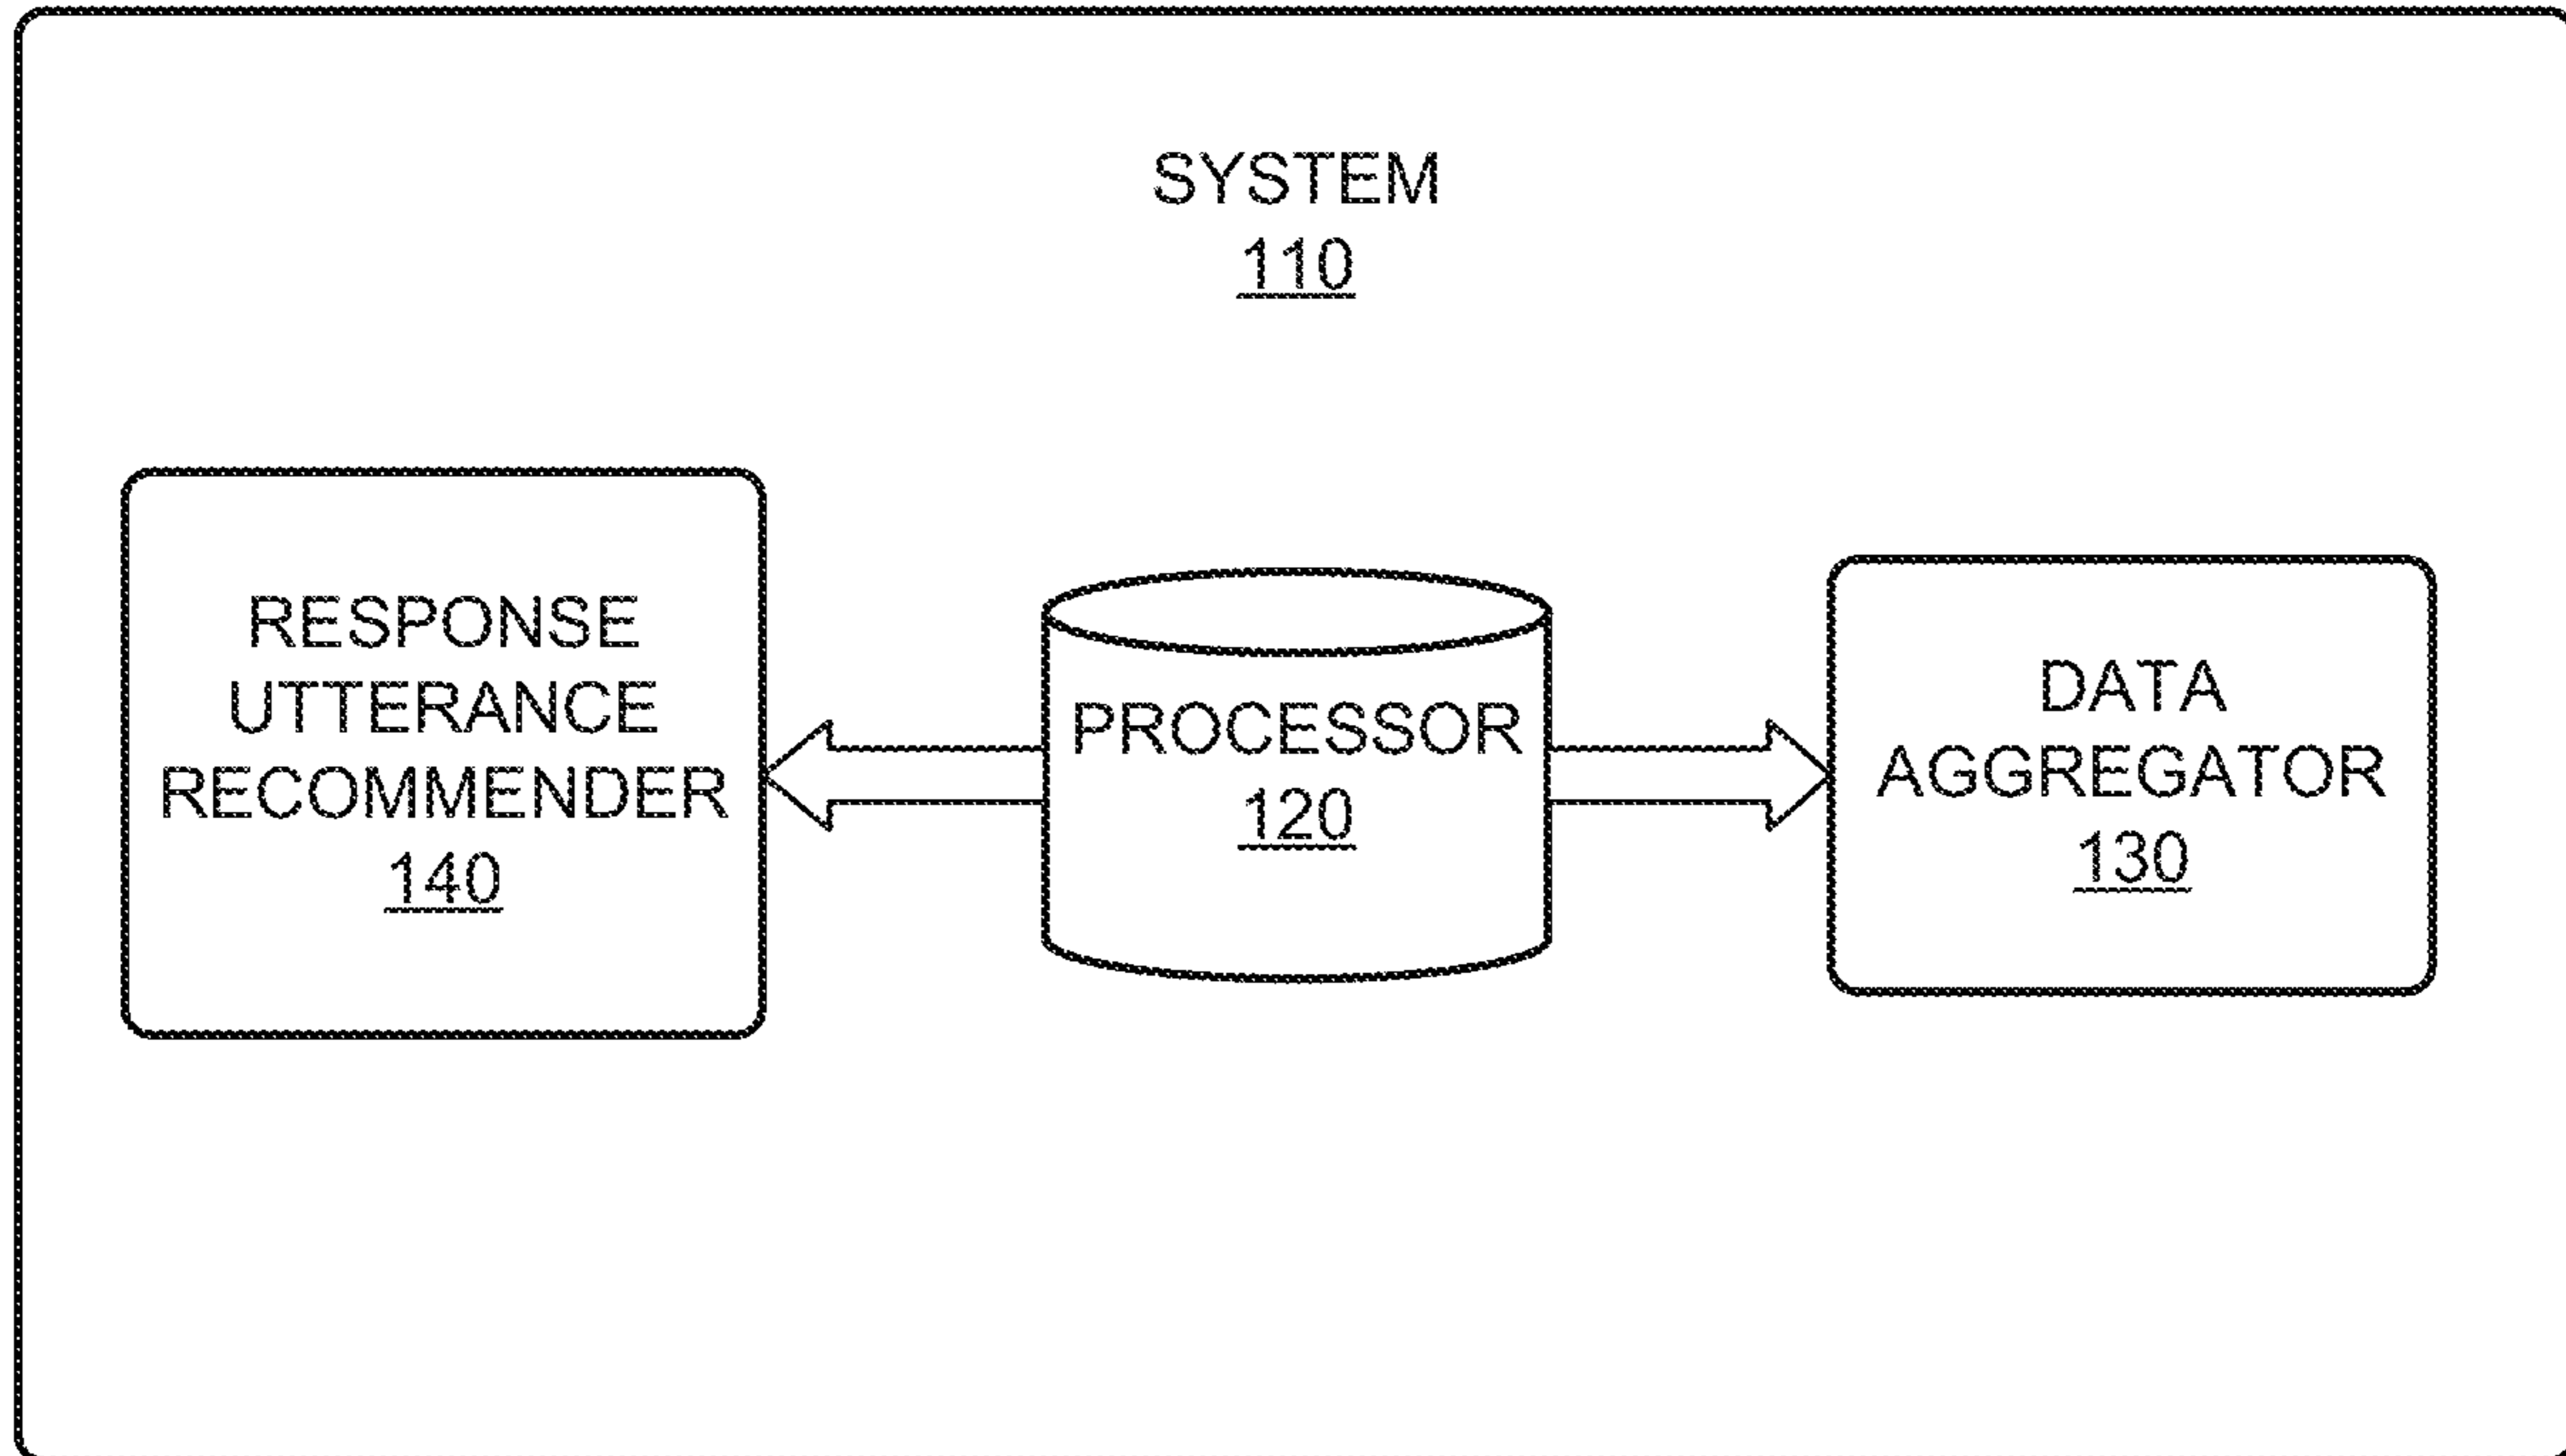 SYSTEM
110
RESPONSE
UTTERANCE
RECOMMENDER
140
PROCESSOR
120
DATA
AGGREGATOR
130